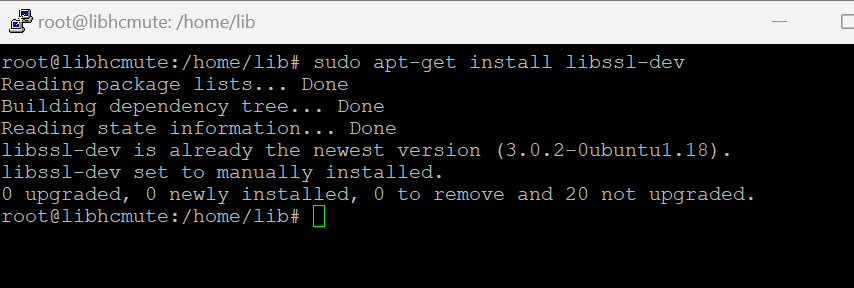 root@libhcmute: /home/lib
root@libhcmute:/home/lib# sudo apt-get install libssl-dev
Reading package lists... Done
Building dependency tree... Done
Reading state information... Done
libssl-dev is already the newest version (3.0.2-0ubuntu1.18).
libssl-dev set to manually installed.
0 upgraded, 0 newly installed, 0 to remove and 20 not upgraded.
root@libhcmute:/home/lib#